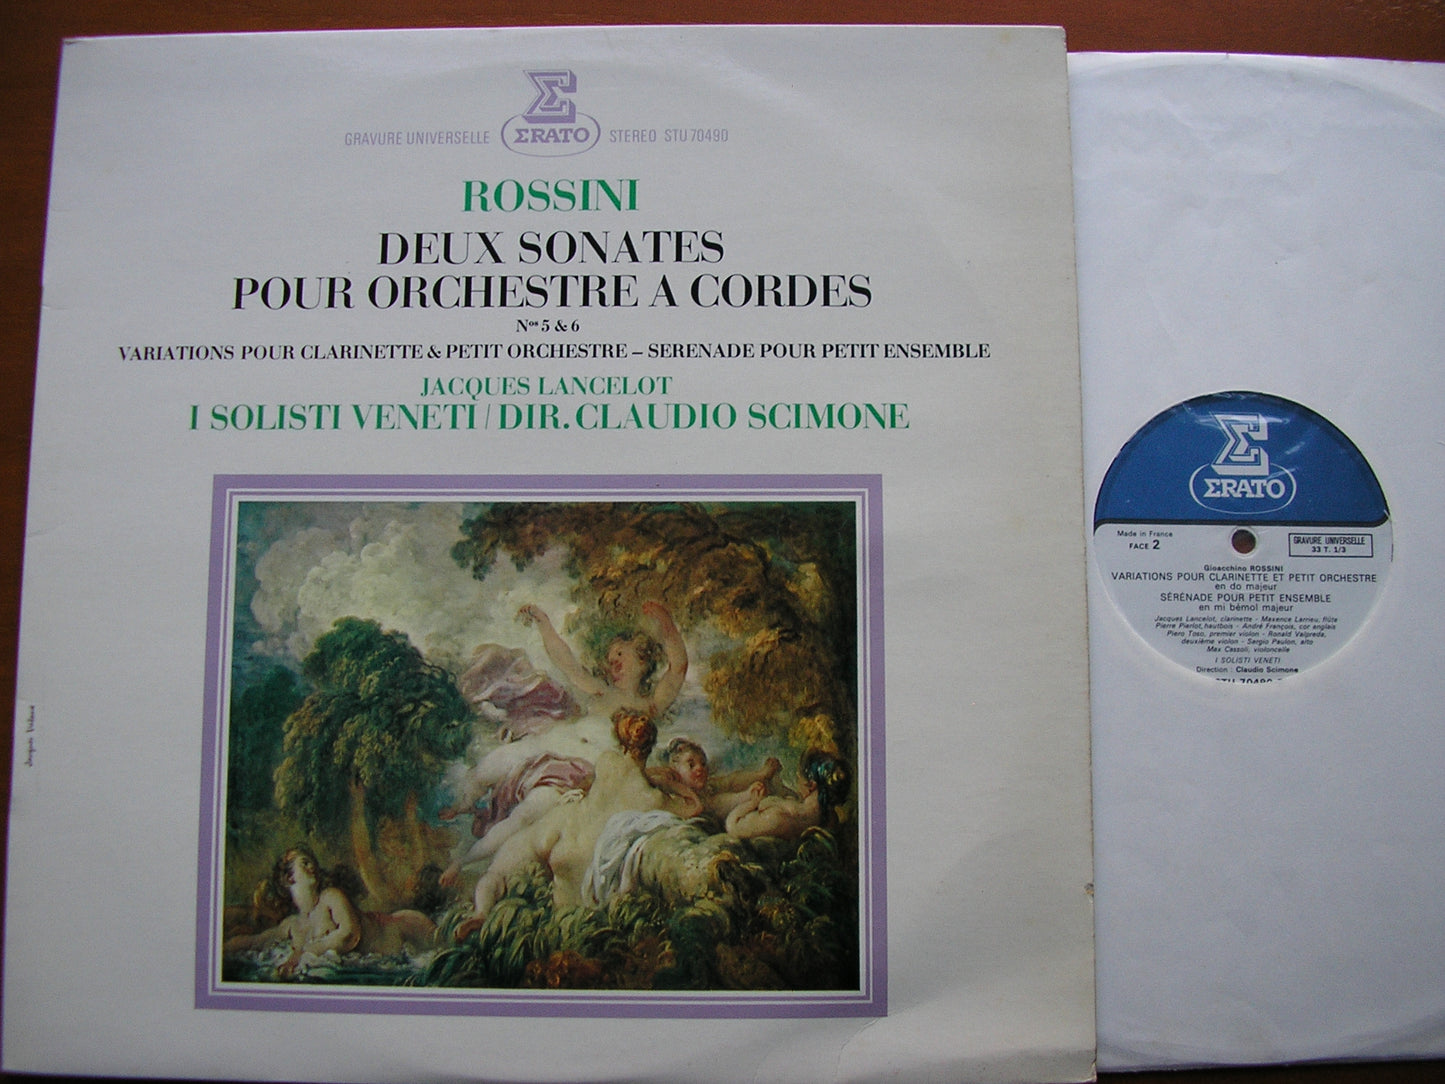 GRAVURE UNIVERSELLE ΣRATO STEREO STU 70490
ROSSINI
DEUX SONATES
POUR ORCHESTRE A CORDES
Nos 5 & 6
VARIATIONS POUR CLARINETTE & PETIT ORCHESTRE – SERENADE POUR PETIT ENSEMBLE
JACQUES LANCELOT
I SOLISTI VENETI / DIR. CLAUDIO SCIMONE
ΣRATO
Made in France
FACE 2
GRAVURE UNIVERSELLE
33 T. 1/3
Gioacchino ROSSINI
VARIATIONS POUR CLARINETTE ET PETIT ORCHESTRE
en do majeur
SÉRÉNADE POUR PETIT ENSEMBLE
en mi bémol majeur
Jacques Lancelot, clarinette - Maxence Larrieu, flûte
Pierre Pierlot, hautbois - André François, cor anglais
Piero Toso, premier violon - Ronald Valpreda,
deuxième violon - Sergio Paulon, alto
Max Cassoli, violoncelle
I SOLISTI VENETI
Direction : Claudio Scimone